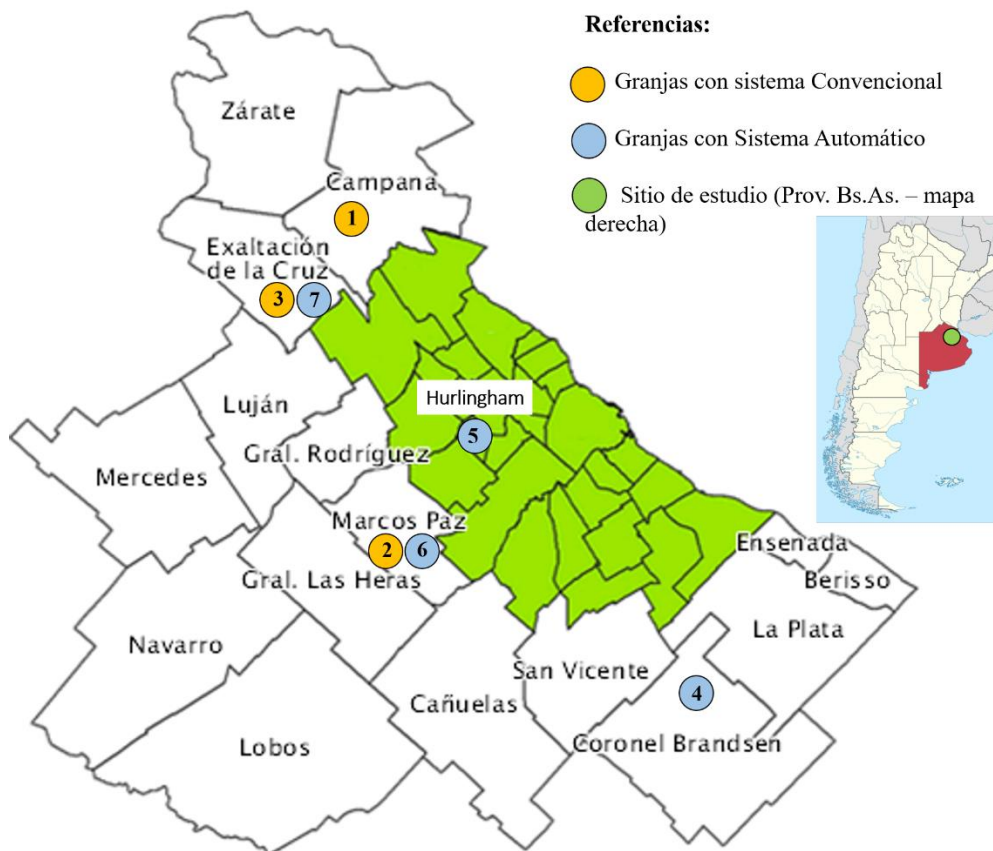 Referencias:
Granjas con sistema Convencional
Granjas con Sistema Automático
Sitio de estudio (Prov. Bs.As. – mapa
derecha)
Zárate
Campana
1
Exaltación
de la Cruz
3
7
Luján
Hurlingham
5
Gral. Rodríguez
Mercedes
Marcos Paz
2
6
Gral. Las Heras
Ensenada
Berisso
La Plata
Navarro
San Vicente
4
Cañuelas
Lobos
Coronel Brandsen